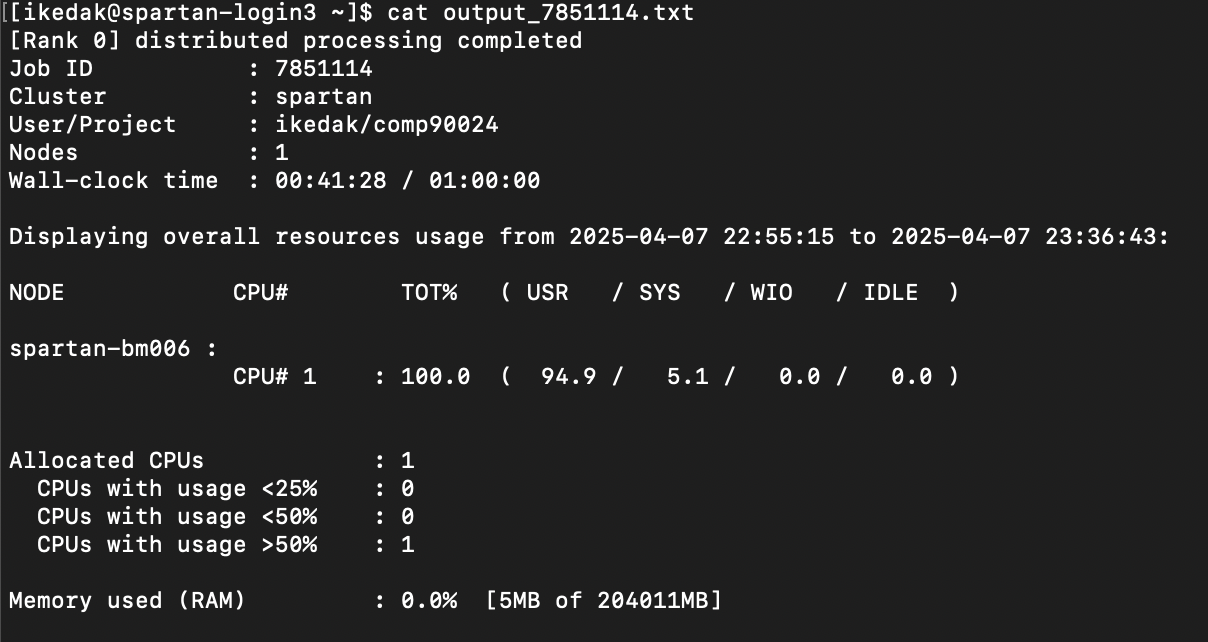 [[ikedak@spartan-login3 ~]$ cat output_7851114.txt
[Rank 0] distributed processing completed
Job ID : 7851114
Cluster : spartan
User/Project : ikedak/comp90024
Nodes : 1
Wall-clock time : 00:41:28 / 01:00:00
Displaying overall resources usage from 2025-04-07 22:55:15 to 2025-04-07 23:36:43:
NODE CPU# TOT% ( USR / SYS / WIO / IDLE )
spartan-bm006 :
CPU# 1 : 100.0 ( 94.9 / 5.1 / 0.0 / 0.0 )
Allocated CPUs : 1
CPUs with usage <25% : 0
CPUs with usage <50% : 0
CPUs with usage >50% : 1
Memory used (RAM) : 0.0% [5MB of 204011MB]